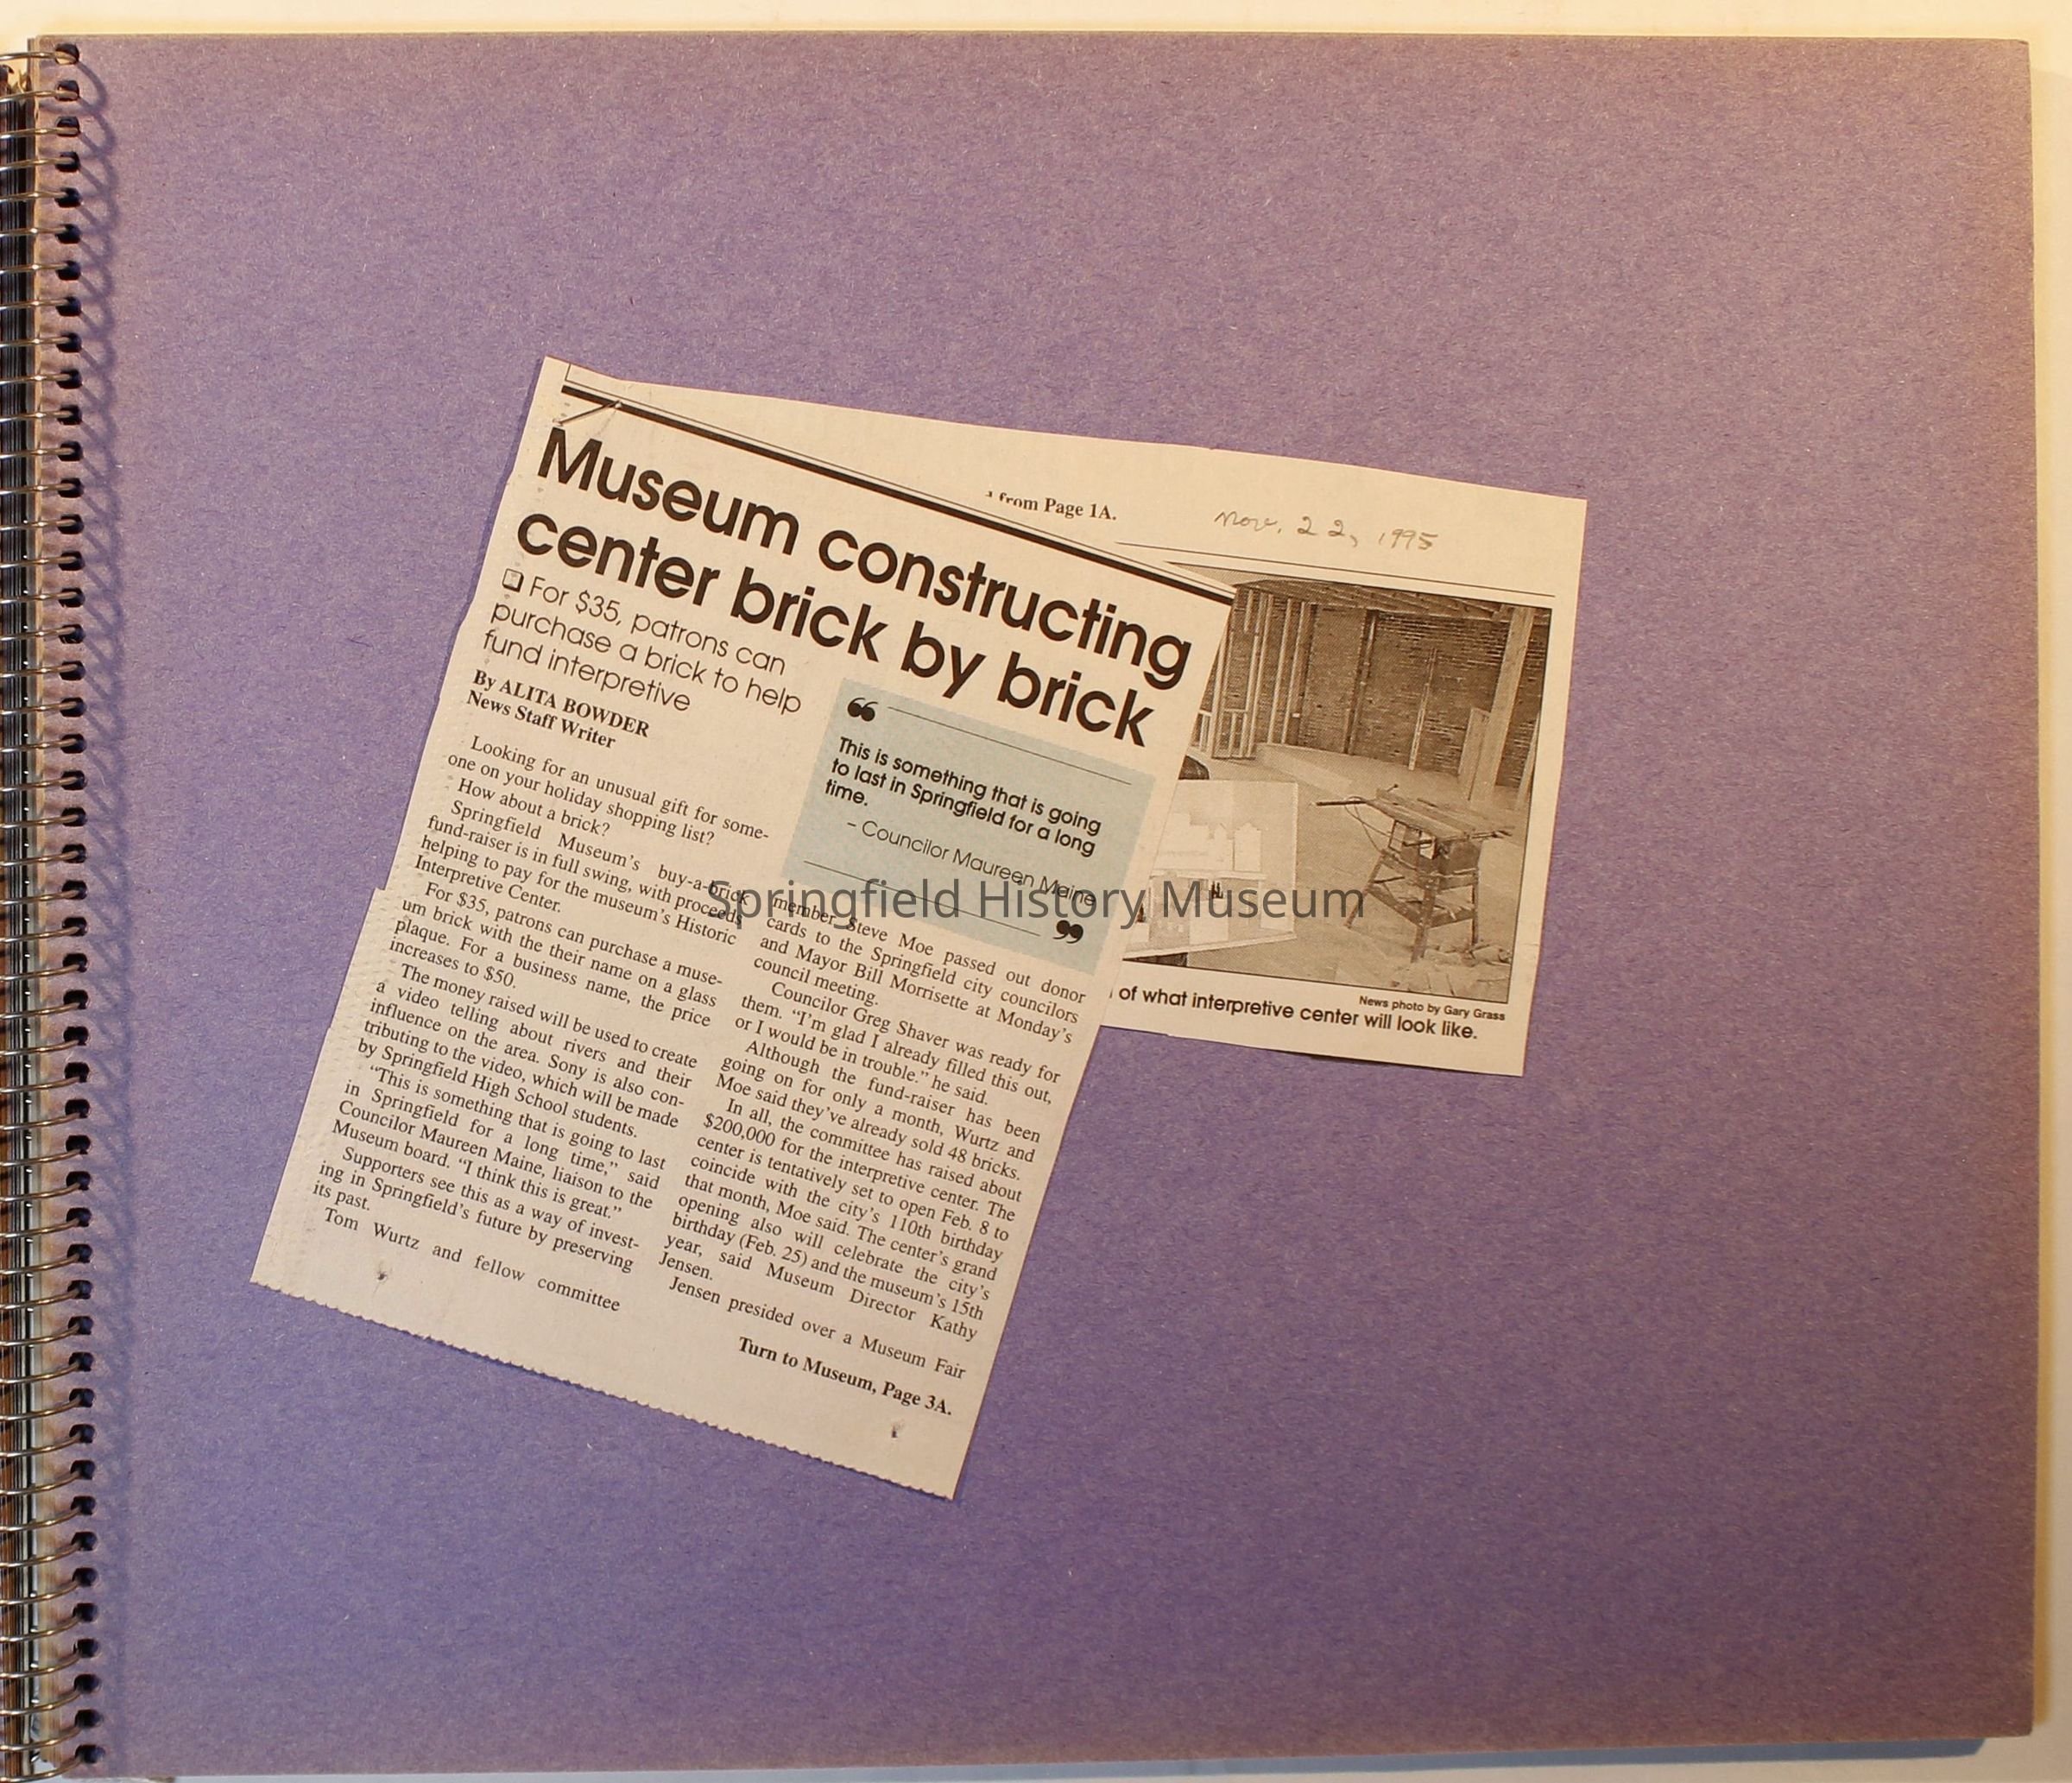 Museum constructing
center brick by brick
For $35, patrons can
purchase a brick to help
fund interpretive
By ALITA BOWDER
News Staff Writer
Looking for an unusual gift for some-
one on your holiday shopping list?
How about a brick?
Springfield Museum's buy-a-brick
fund-raiser is in full swing, with proceeds
helping to pay for the museum's Historic
Interpretive Center.
For $35, patrons can purchase a muse-
um brick with the their name on a glass
plaque. For a business name, the price
increases to $50.
The money raised will be used to create
a video telling about rivers and their
influence on the area. Sony is also con-
tributing to the video, which will be made
by Springfield High School students.
"This is something that is going to last
in Springfield for a long time," said
Councilor Maureen Maine, liaison to the
Museum board. "I think this is great."
Supporters see this as a way of invest-
ing in Springfield's future by preserving
its past.
Tom Wurtz and fellow committee
“
This is something that is going
to last in Springfield for a long
time.
– Councilor Maureen Maine
”
member Steve Moe passed out donor
cards to the Springfield city councilors
and Mayor Bill Morrisette at Monday's
council meeting.
Councilor Greg Shaver was ready for
them. "I'm glad I already filled this out,
or I would be in trouble." he said.
Although the fund-raiser has been
going on for only a month, Wurtz and
Moe said they've already sold 48 bricks.
In all, the committee has raised about
$200,000 for the interpretive center. The
center is tentatively set to open Feb. 8 to
coincide with the city's 110th birthday
that month, Moe said. The center's grand
opening also will celebrate the city's
birthday (Feb. 25) and the museum's 15th
year, said Museum Director Kathy
Jensen.
Jensen presided over a Museum Fair
Turn to Museum, Page 3A.
from Page 1A.
Nov. 22, 1995
News photo by Gary Grass
of what interpretive center will look like.
Springfield History Museum